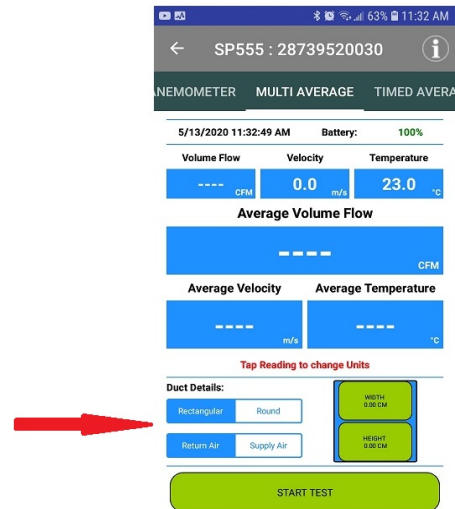 63% 11:32 AM
SP555 : 28739520030
NEMOMETER MULTI AVERAGE TIMED AVERA
5/13/2020 11:32:49 AM Battery: 100%
Volume Flow Velocity Temperature
---- CFM 0.0 m/s 23.0 °C
Average Volume Flow
----
CFM
Average Velocity Average Temperature
---- ----
m/s °C
Tap Reading to change Units
Duct Details:
Rectangular Round
WIDTH
0.00 CM
Return Air Supply Air
HEIGHT
0.00 CM
START TEST